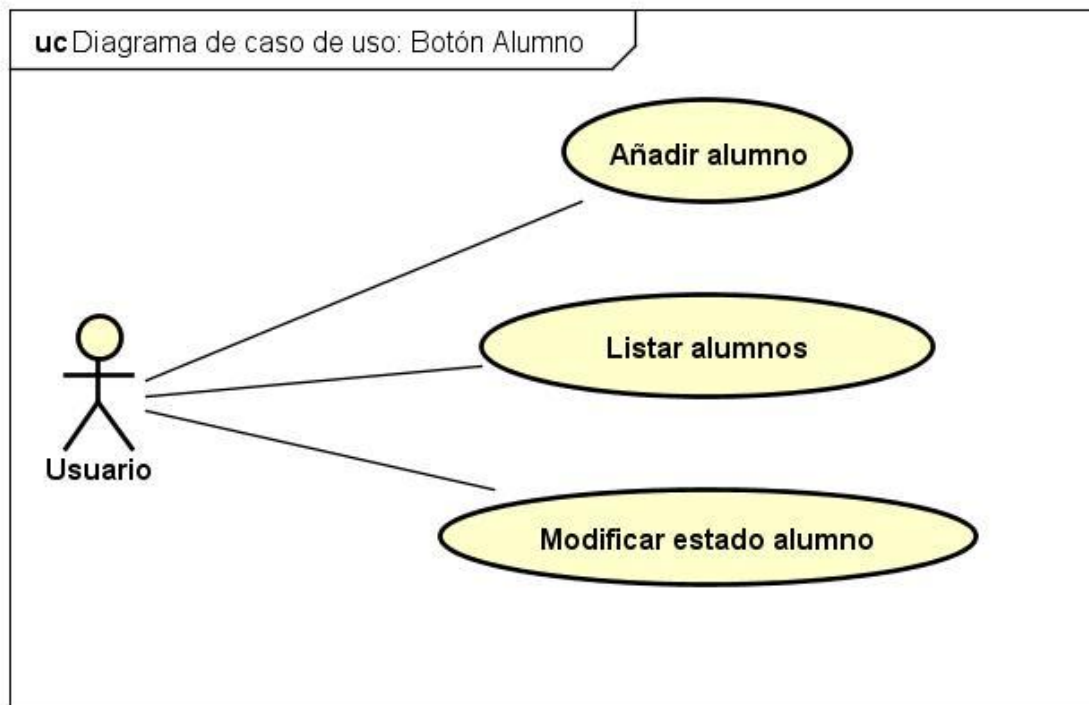 uc Diagrama de caso de uso: Botón Alumno
Añadir alumno
Listar alumnos
Usuario
Modificar estado alumno